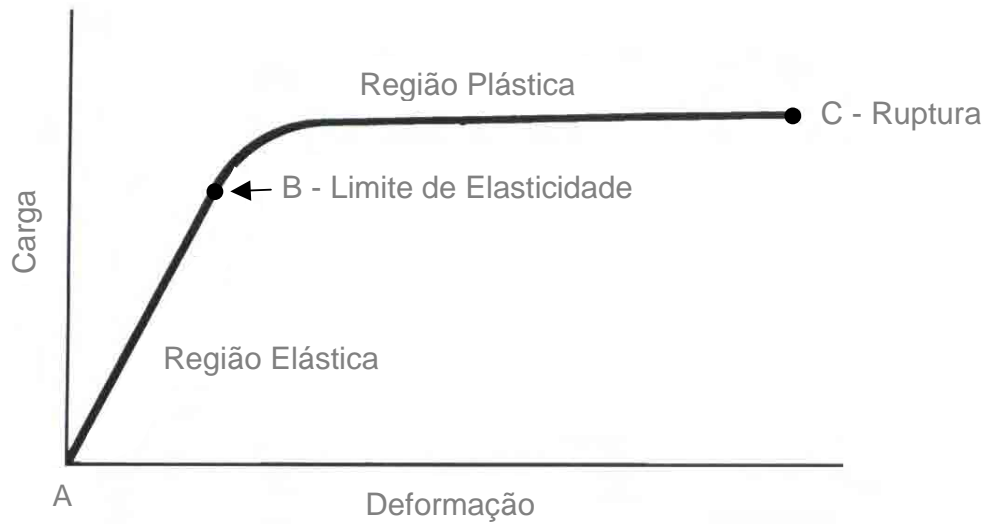 Região Plástica
C - Ruptura
B - Limite de Elasticidade
Carga
Região Elástica
A
Deformação